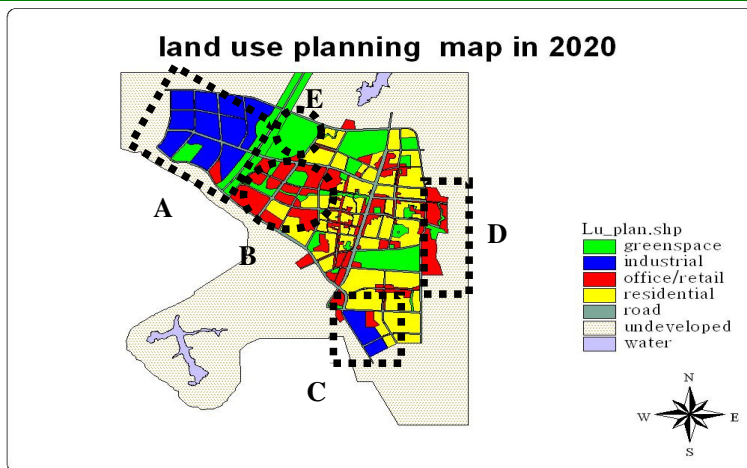 land use planning map in 2020
E
A
D
B
C
Lu_plan.shp
greenspace
industrial
office/retail
residential
road
undeveloped
water
N
W E
S